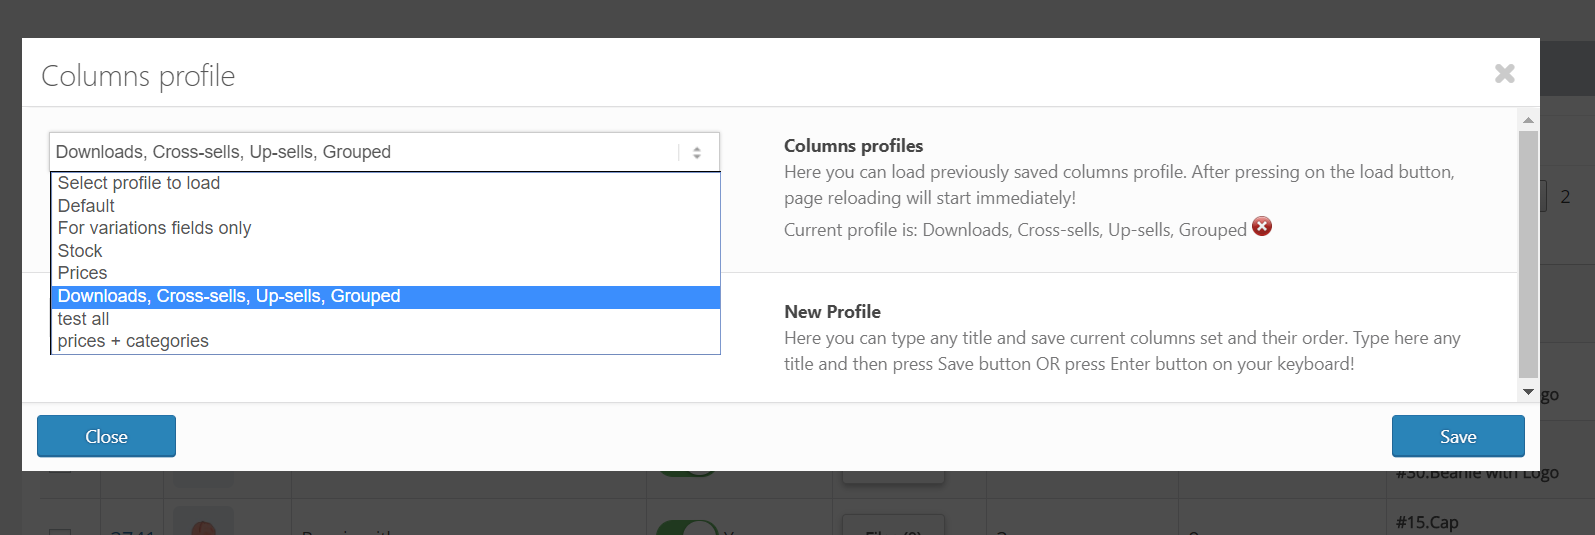 Columns profile
Downloads, Cross-sells, Up-sells, Grouped
Select profile to load
Default
For variations fields only
Stock
Prices
Downloads, Cross-sells, Up-sells, Grouped
test all
prices + categories
Columns profiles
Here you can load previously saved columns profile. After pressing on the load button,
page reloading will start immediately!
Current profile is: Downloads, Cross-sells, Up-sells, Grouped
New Profile
Here you can type any title and save current columns set and their order. Type here any
title and then press Save button OR press Enter button on your keyboard!
Close
Save
2
go
#30.Beanie with Logo
#15.Cap